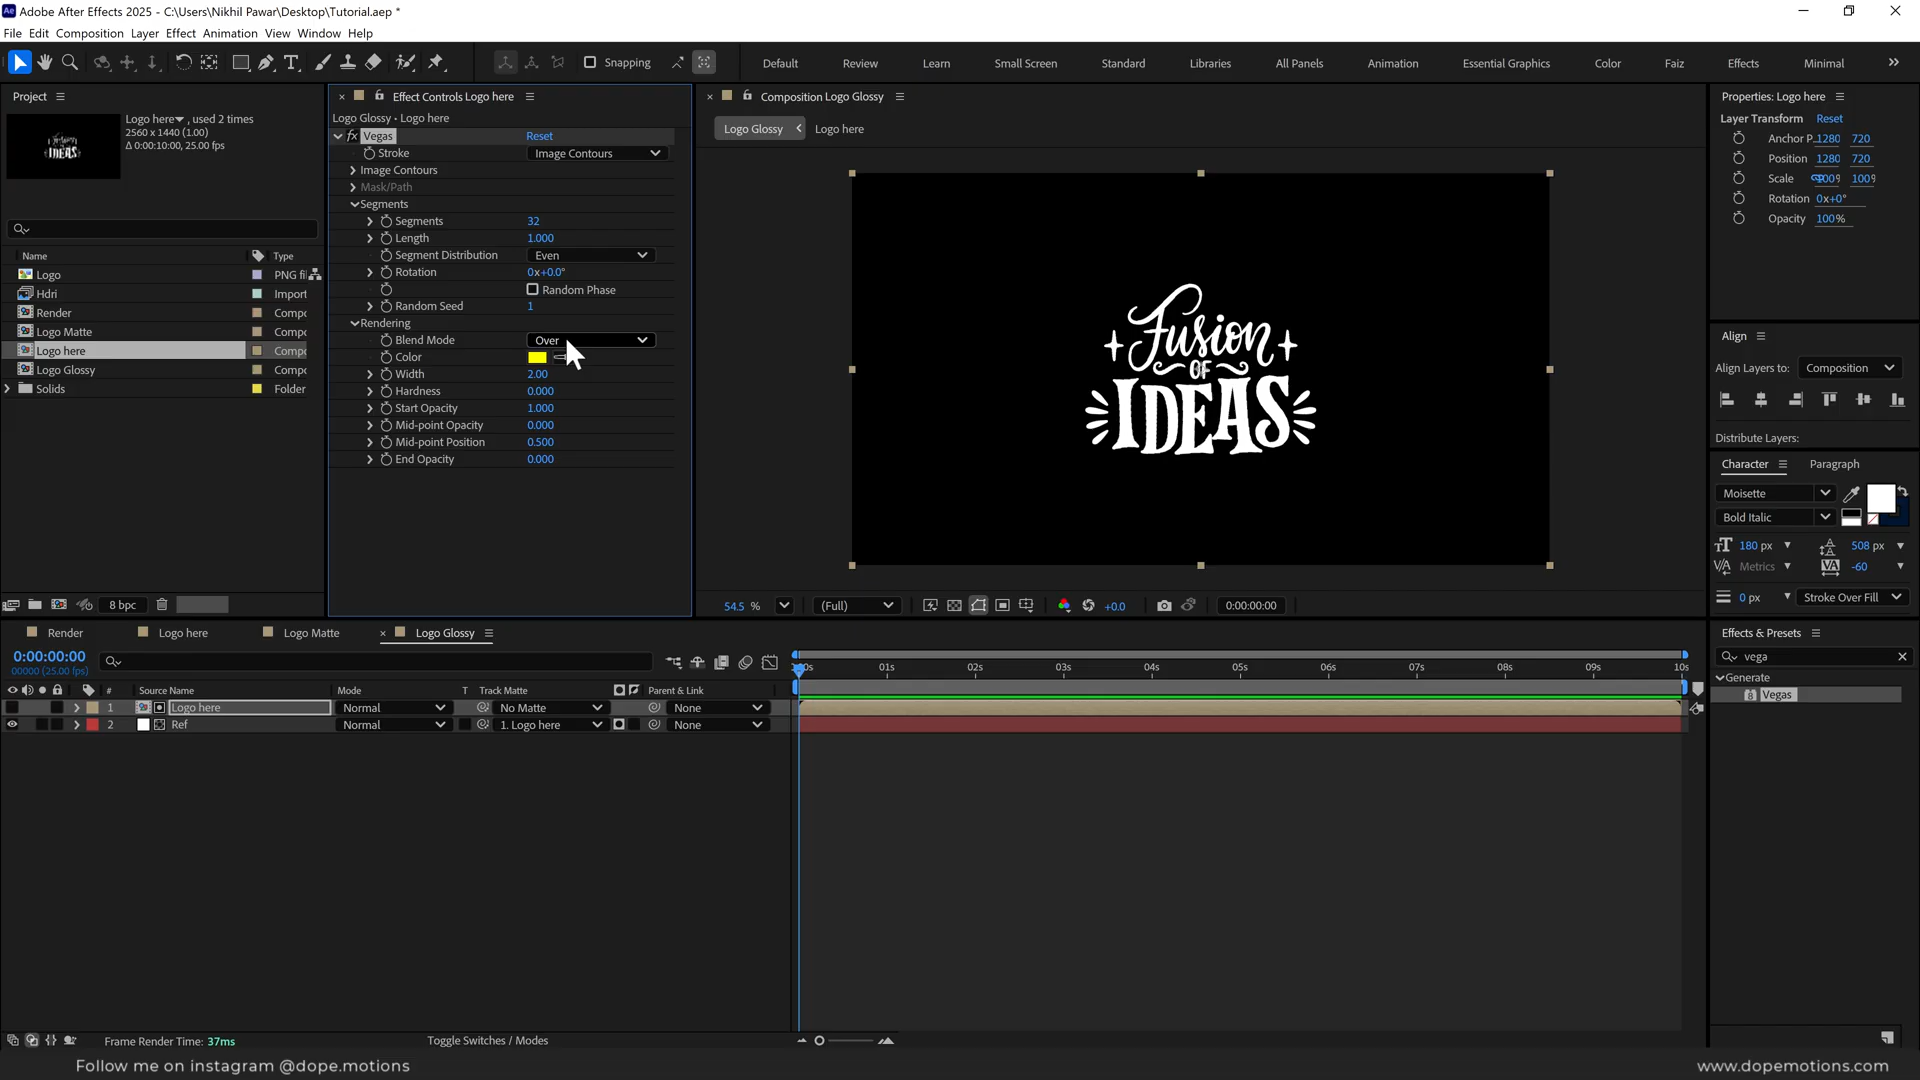 Adobe After Effects 2025 - C:\Users\Nikhil Pawar\Desktop\Tutorial.aep *
File Edit Composition Layer Effect Animation View Window Help
Snapping
Default Review Learn Small Screen Standard Libraries All Panels Animation Essential Graphics Color Faiz Effects Minimal
Project
Logo here , used 2 times
2560 x 1440 (1.00)
Δ 0:00:10:00, 25.00 fps
Name Type
Logo PNG fil
Hdri Import
Render Compo
Logo Matte Compo
Logo here Compo
Logo Glossy Compo
Solids Folder
8 bpc
Effect Controls Logo here
Logo Glossy • Logo here
fx Vegas Reset
Stroke Image Contours
Image Contours
Mask/Path
Segments
Segments 32
Length 1.000
Segment Distribution Even
Rotation 0x+0.0°
Random Phase
Random Seed 1
Rendering
Blend Mode Over
Color
Width 2.00
Hardness 0.000
Start Opacity 1.000
Mid-point Opacity 0.000
Mid-point Position 0.500
End Opacity 0.000
Composition Logo Glossy
Logo Glossy Logo here
Fusion
OF
IDEAS
54.5 % (Full) +0.0 0:00:00:00
Properties: Logo here
Layer Transform Reset
Anchor P... 1280 720
Position 1280 720
Scale 100% 100%
Rotation 0x+0°
Opacity 100%
Align
Align Layers to: Composition
Distribute Layers:
Character Paragraph
Moisette
Bold Italic
180 px 508 px
Metrics -60
0 px Stroke Over Fill
Effects & Presets
vega
Generate
Vegas
Render Logo here Logo Matte Logo Glossy
0:00:00:00
00000 (25.00 fps)
# Source Name Mode T Track Matte Parent & Link
1 Logo here Normal No Matte None
2 Ref Normal 1. Logo here None
:00s 01s 02s 03s 04s 05s 06s 07s 08s 09s 10s
Frame Render Time: 37ms
Toggle Switches / Modes
Follow me on instagram @dope.motions
www.dopemotions.com